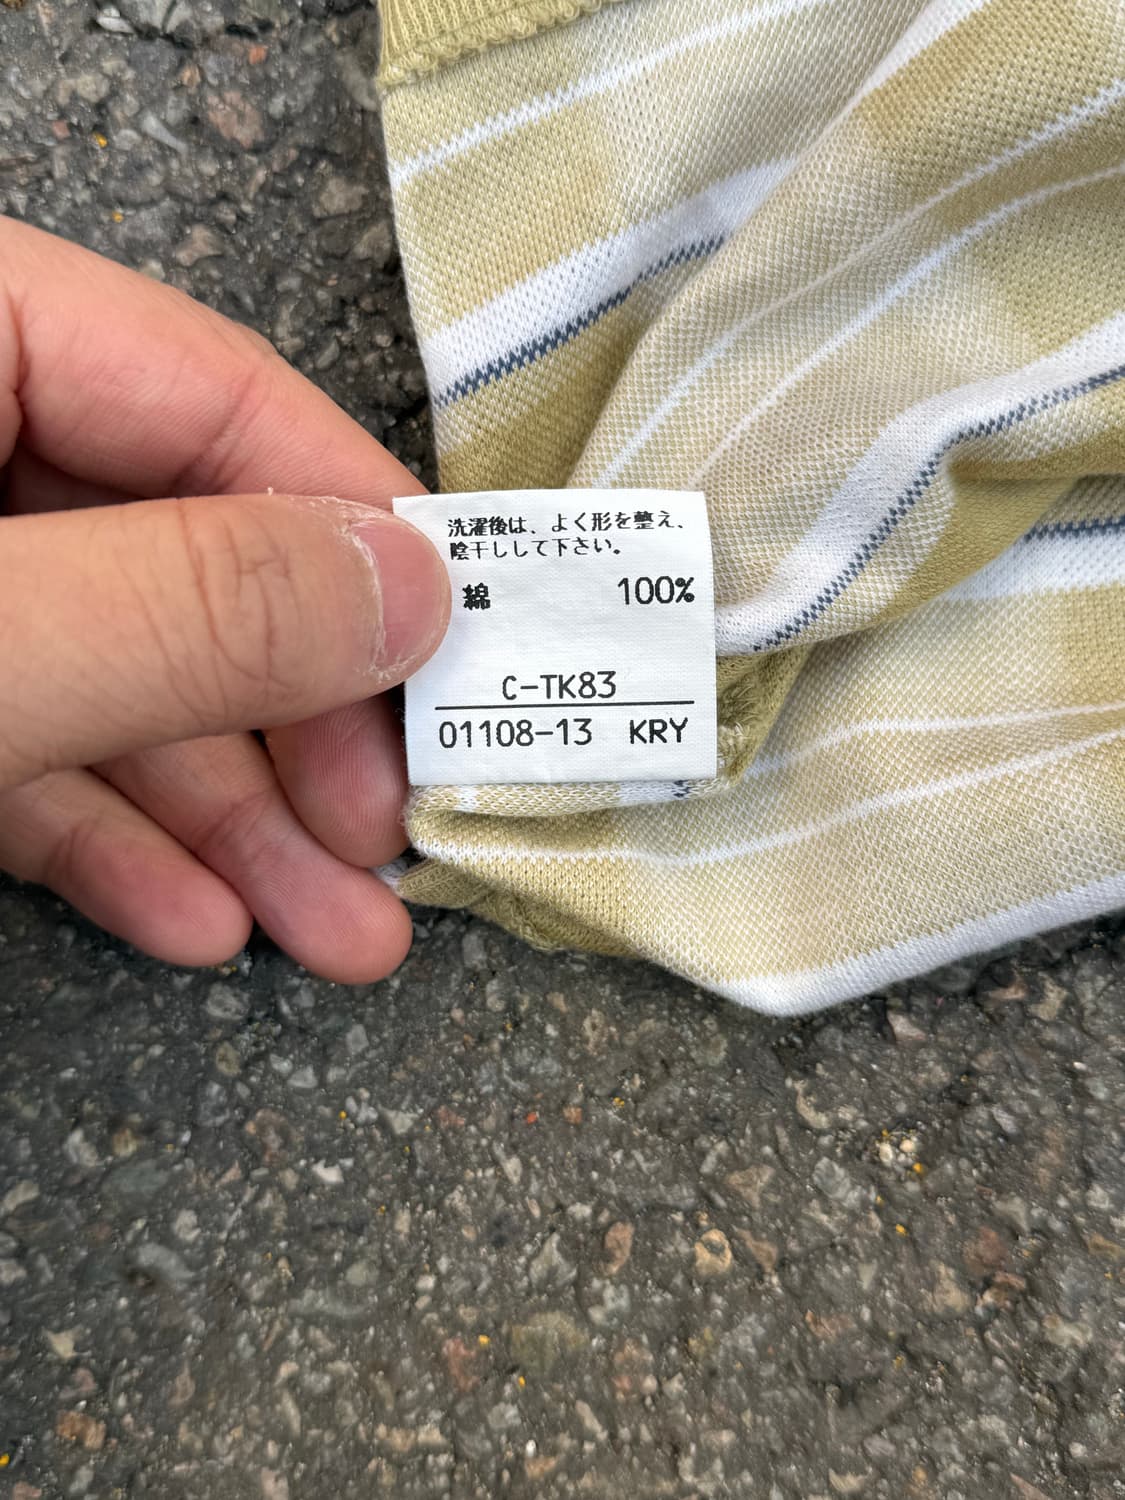 洗濯後は、よく形を整え、
陰干しして下さい。
綿 100%
C-TK83
01108-13 KRY